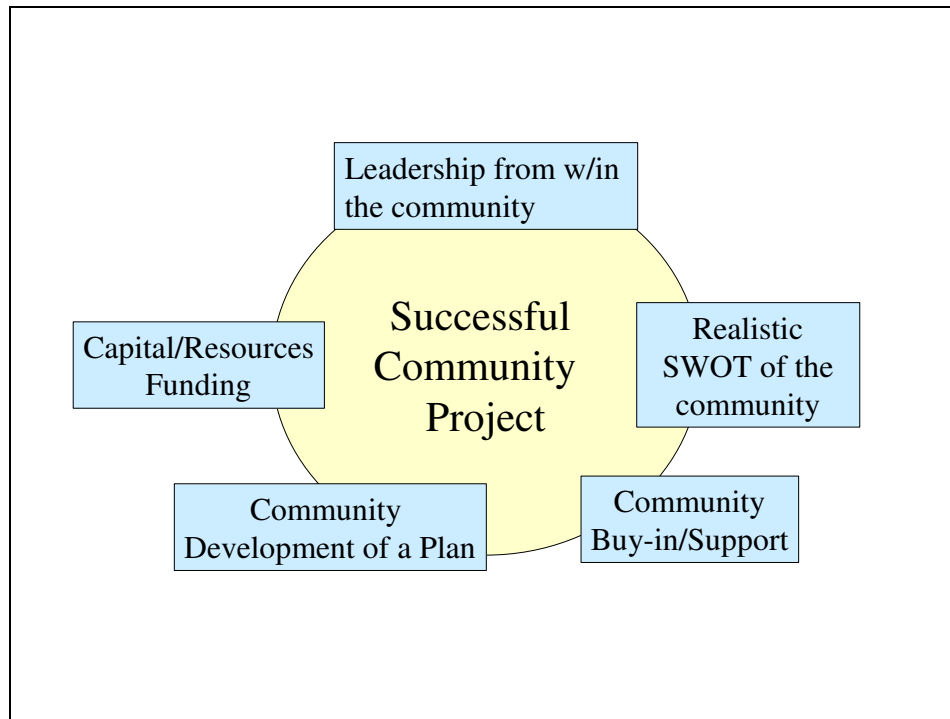 Leadership from w/in
the community
Successful
Community
Project
Realistic
SWOT of the
community
Capital/Resources
Funding
Community
Buy-in/Support
Community
Development of a Plan